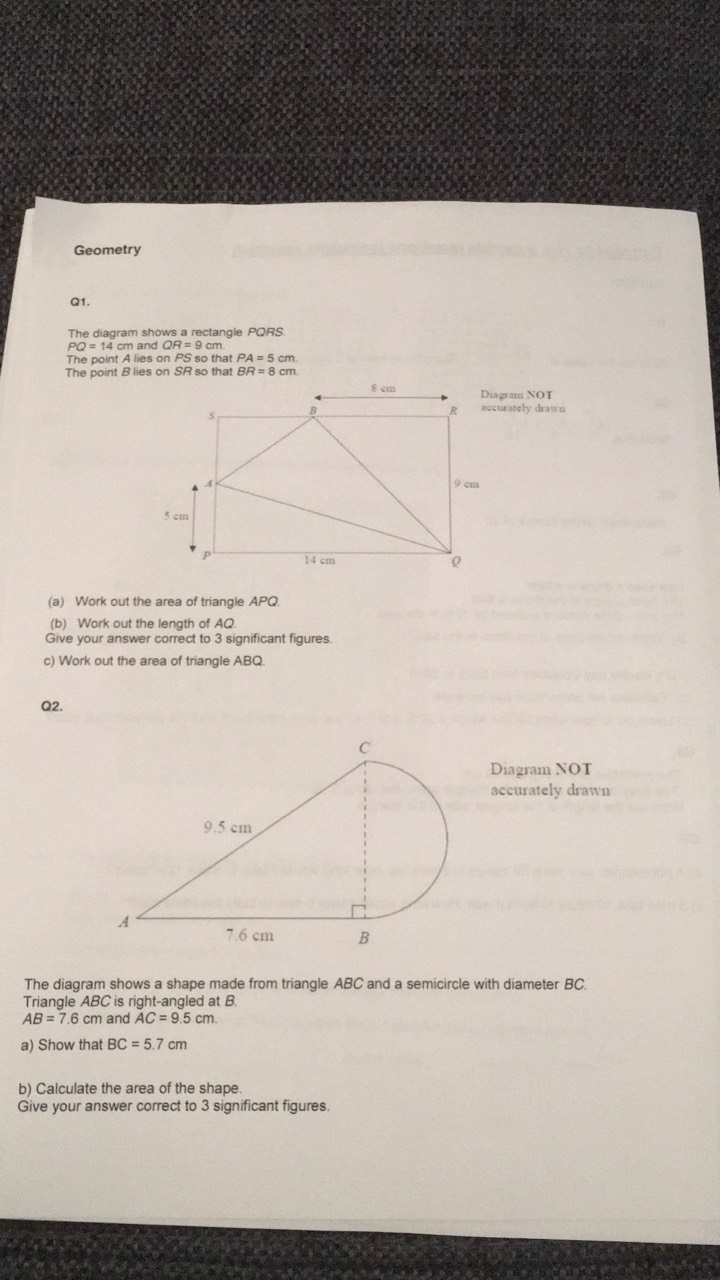 Geometry
Q1.
The diagram shows a rectangle PQRS.
PQ = 14 cm and QR = 9 cm.
The point A lies on PS so that PA = 5 cm.
The point B lies on SR so that BR = 8 cm.
8 cm
Diagram NOT
accurately drawn
S
B
R
A
9 cm
5 cm
P
14 cm
Q
(a) Work out the area of triangle APQ.
(b) Work out the length of AQ.
Give your answer correct to 3 significant figures.
c) Work out the area of triangle ABQ.
Q2.
C
Diagram NOT
accurately drawn
9.5 cm
A
7.6 cm
B
The diagram shows a shape made from triangle ABC and a semicircle with diameter BC.
Triangle ABC is right-angled at B.
AB = 7.6 cm and AC = 9.5 cm.
a) Show that BC = 5.7 cm
b) Calculate the area of the shape.
Give your answer correct to 3 significant figures.